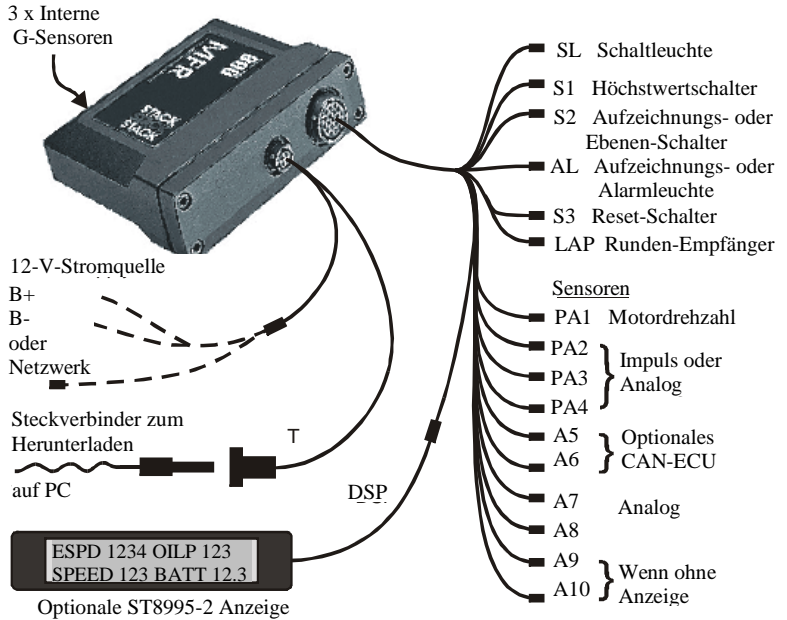 3 x Interne
G-Sensoren
MFR
800
STACK
STACK
SL Schaltleuchte
S1 Höchstwertschalter
S2 Aufzeichnungs- oder
Ebenen-Schalter
AL Aufzeichnungs- oder
Alarmleuchte
S3 Reset-Schalter
LAP Runden-Empfänger
12-V-Stromquelle
B+
B-
oder
Netzwerk
Sensoren
PA1 Motordrehzahl
PA2
PA3
PA4
} Impuls oder
Analog
A5
A6
} Optionales
CAN-ECU
A7
A8
Analog
A9
A10
} Wenn ohne
Anzeige
Steckverbinder zum
Herunterladen
auf PC
T
DSP
ESPD 1234 OILP 123
SPEED 123 BATT 12.3
Optionale ST8995-2 Anzeige